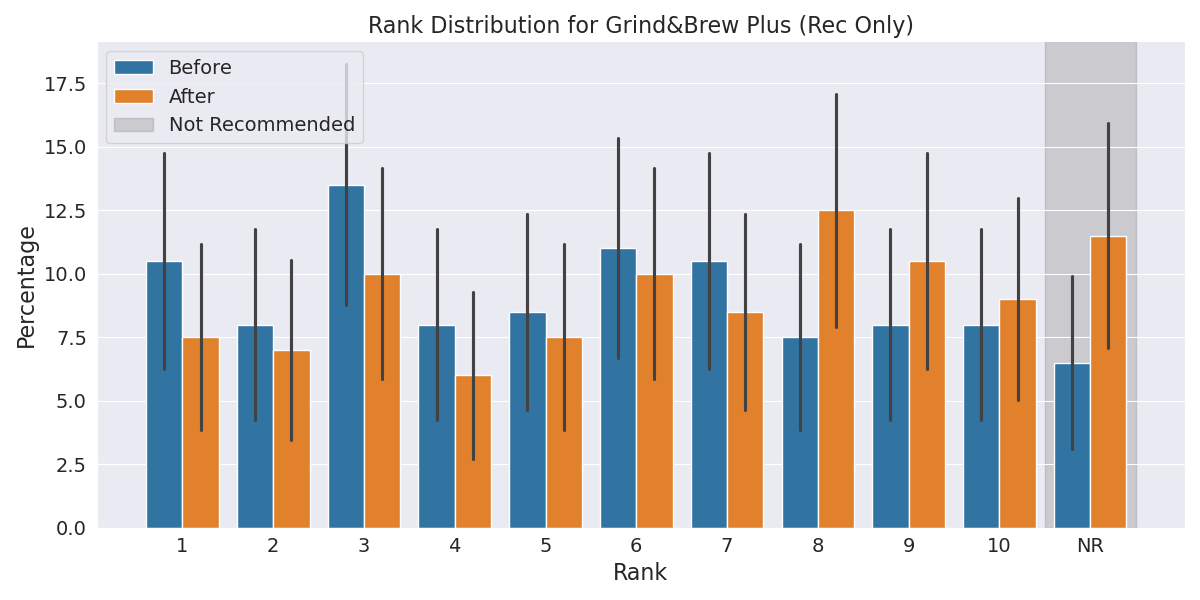 Rank Distribution for Grind&Brew Plus (Rec Only)
Before
After
Not Recommended
Percentage
17.5
15.0
12.5
10.0
7.5
5.0
2.5
0.0
1 2 3 4 5 6 7 8 9 10 NR
Rank